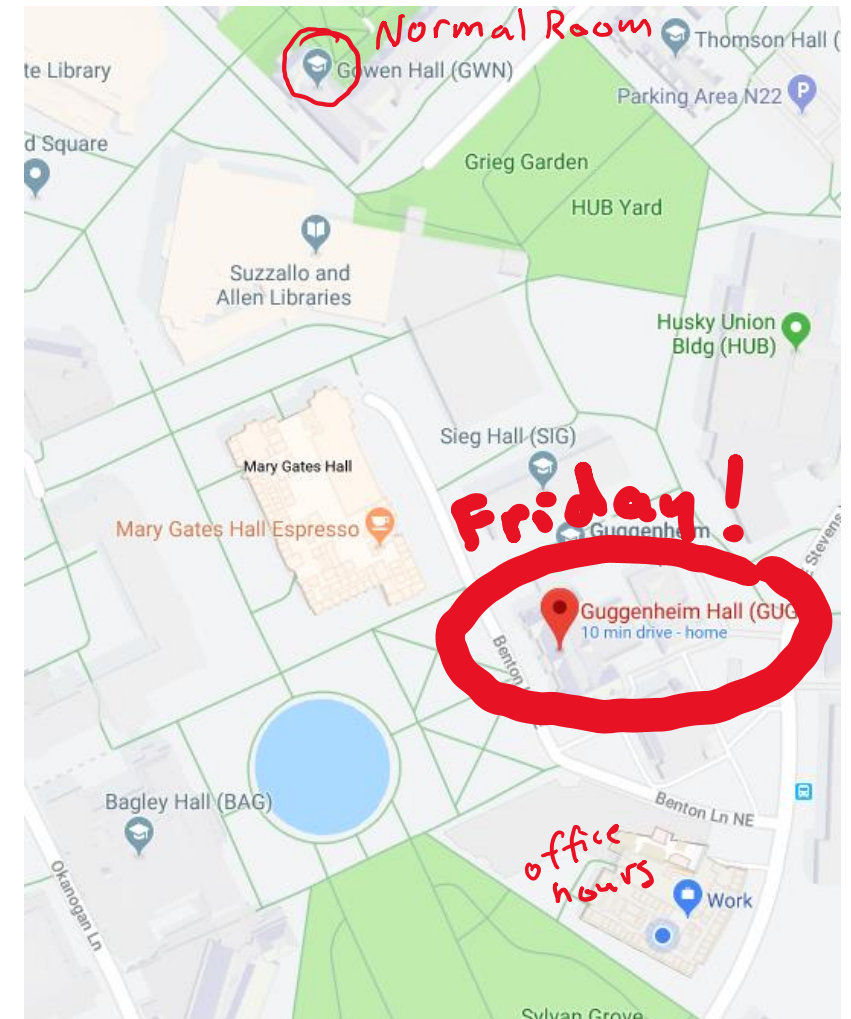 Normal Room
Thomson Hall (
te Library
Gowen Hall (GWN)
Parking Area N22
P
d Square
Grieg Garden
HUB Yard
Suzzallo and
Allen Libraries
Husky Union
Bldg (HUB)
Sieg Hall (SIG)
Mary Gates Hall
Friday!
Mary Gates Hall Espresso
Guggenheim
Stevens
Guggenheim Hall (GUG
10 min drive - home
Benton
Bagley Hall (BAG)
Benton Ln NE
office
hours
Okanogan Ln
Work
Sylvan Grove